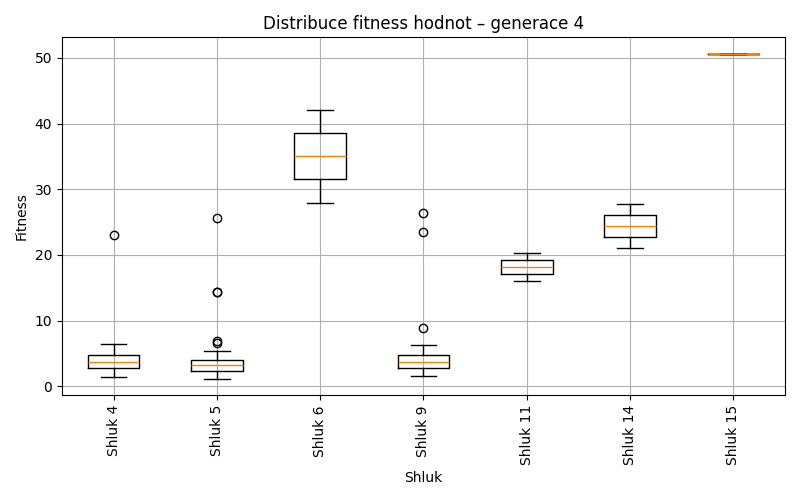 Distribuce fitness hodnot – generace 4
Fitness
50
40
30
20
10
0
Shluk 4
Shluk 5
Shluk 6
Shluk 9
Shluk 11
Shluk 14
Shluk 15
Shluk